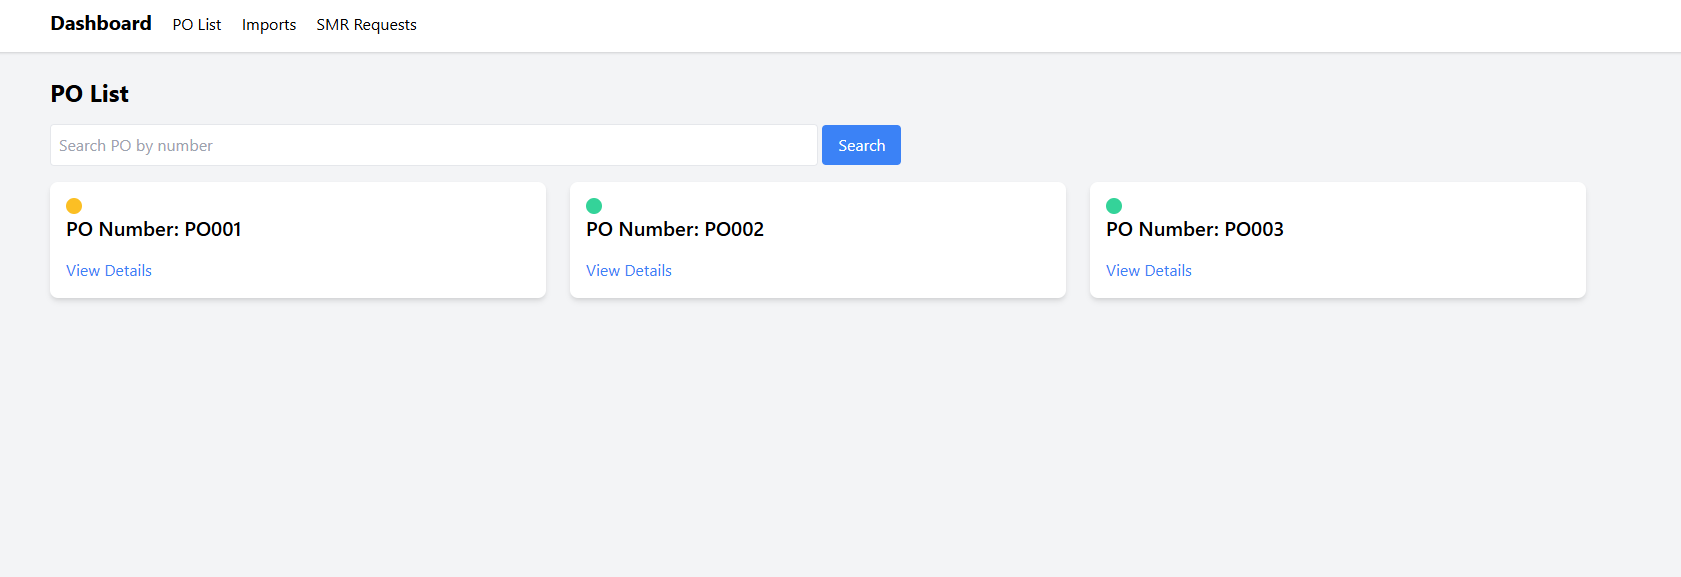 Dashboard PO List Imports SMR Requests
PO List
Search PO by number Search
PO Number: PO001
View Details
PO Number: PO002
View Details
PO Number: PO003
View Details